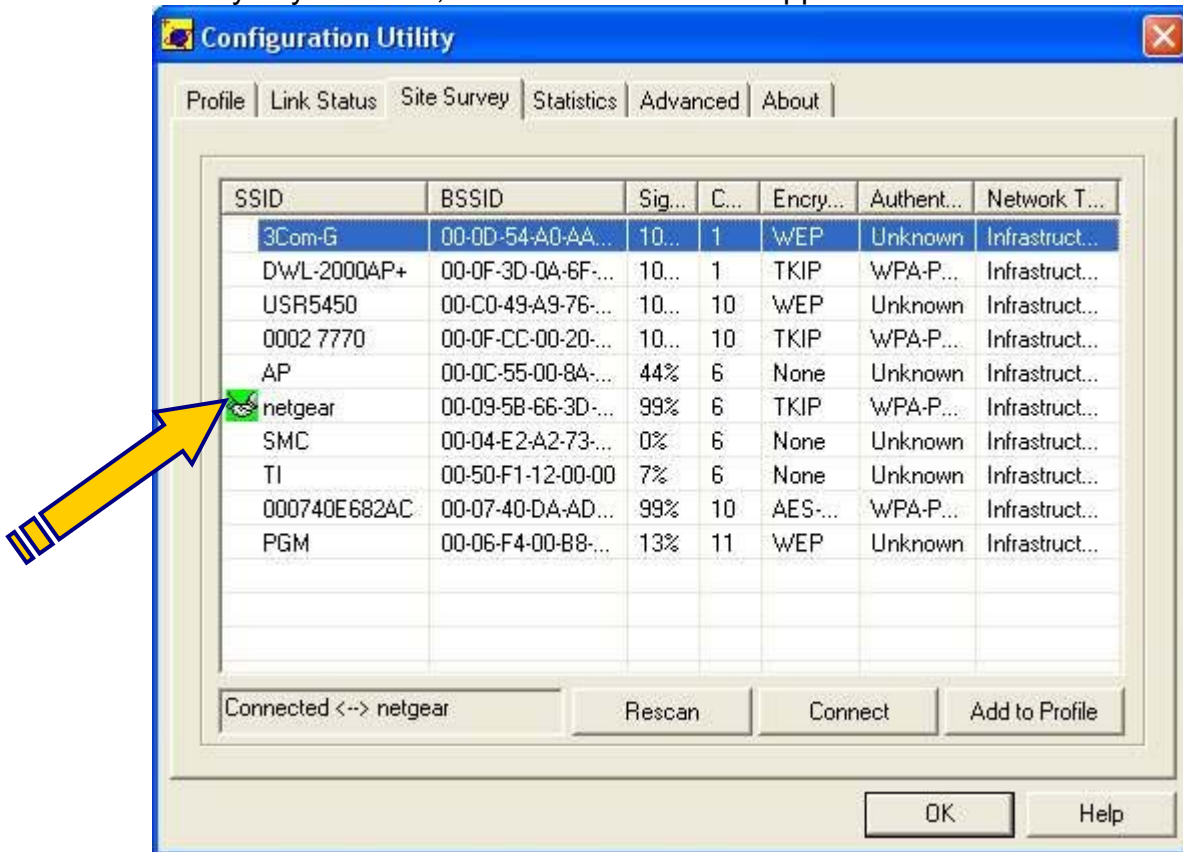 Configuration Utility
Profile Link Status Site Survey Statistics Advanced About
SSID BSSID Sig... C... Encry... Authent... Network T...
3Com-G 00-0D-54-A0-AA... 10... 1 WEP Unknown Infrastruct...
DWL-2000AP+ 00-0F-3D-0A-6F-... 10... 1 TKIP WPA-P... Infrastruct...
USR5450 00-C0-49-A9-76-... 10... 10 WEP Unknown Infrastruct...
0002 7770 00-0F-CC-00-20-... 10... 10 TKIP WPA-P... Infrastruct...
AP 00-0C-55-00-8A-... 44% 6 None Unknown Infrastruct...
netgear 00-09-5B-66-3D-... 99% 6 TKIP WPA-P... Infrastruct...
SMC 00-04-E2-A2-73-... 0% 6 None Unknown Infrastruct...
TI 00-50-F1-12-00-00 7% 6 None Unknown Infrastruct...
000740E682AC 00-07-40-DA-AD... 99% 10 AES-... WPA-P... Infrastruct...
PGM 00-06-F4-00-B8-... 13% 11 WEP Unknown Infrastruct...
Connected <--> netgear Rescan Connect Add to Profile
OK Help